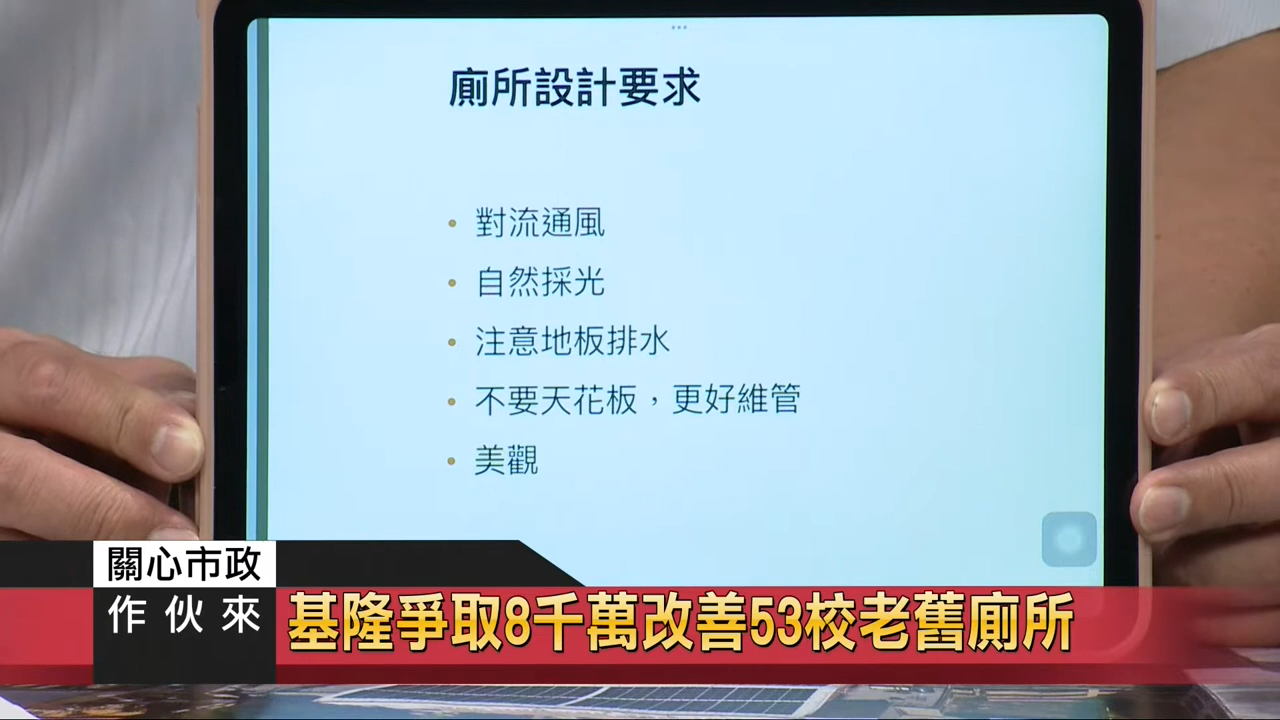 廁所設計要求
• 對流通風
• 自然採光
• 注意地板排水
• 不要天花板，更好維管
• 美觀
關心市政
作伙來
基隆爭取8千萬改善53校老舊廁所